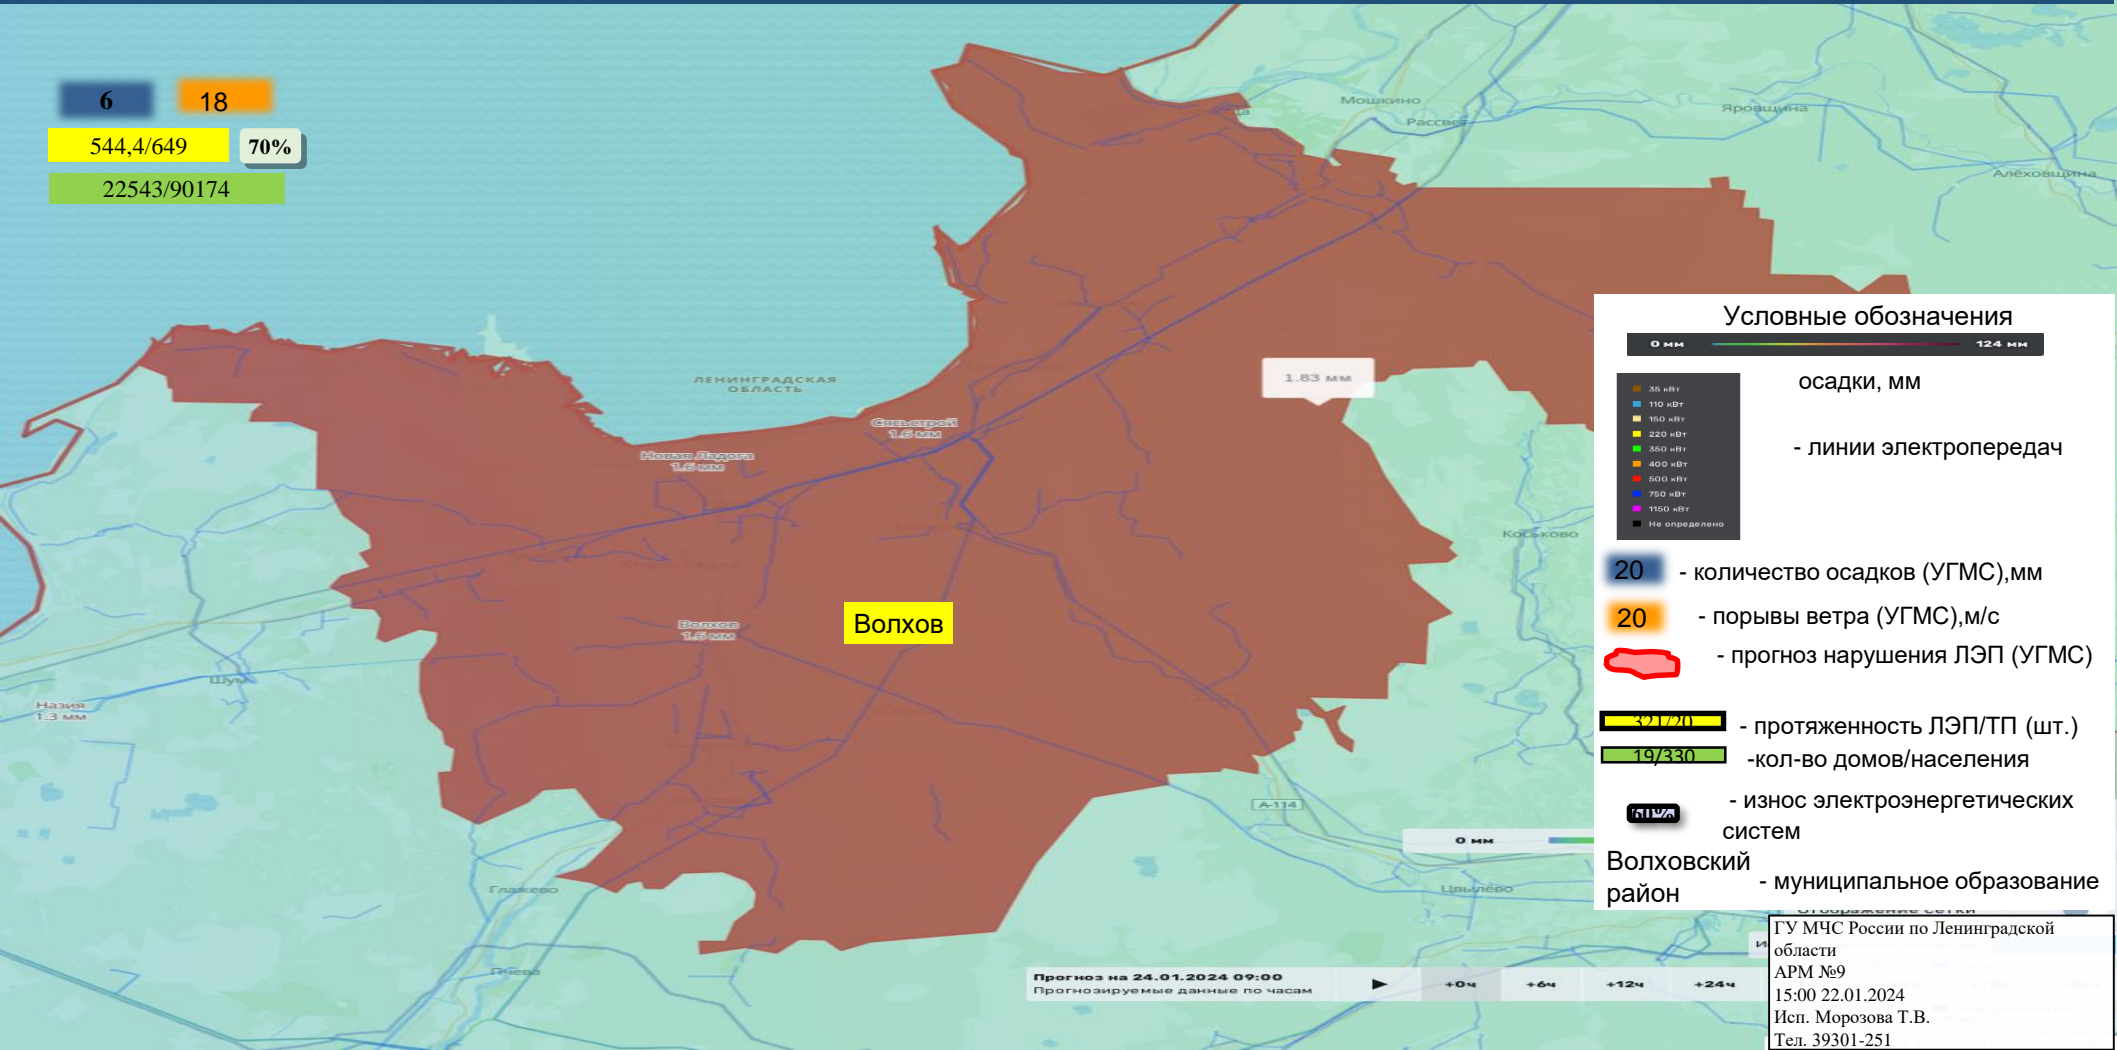 6
18
544,4/649
70%
22543/90174
Мошкино
Рассвет
Яровщина
Алёховщина
ЛЕНИНГРАДСКАЯ
ОБЛАСТЬ
1.83 мм
Сясьстрой
1.6 мм
Новая Ладога
1.6 мм
Волхов
1.6 мм
Волхов
Шум
Назия
1.3 мм
Коськово
А-114
Глажево
Пчева
Цвылёво
0 мм
Прогноз на 24.01.2024 09:00
Прогнозируемые данные по часам
+0ч
+6ч
+12ч
+24ч
Условные обозначения
0 мм
124 мм
осадки, мм
35 кВт
110 кВт
150 кВт
220 кВт
350 кВт
400 кВт
500 кВт
750 кВт
1150 кВт
Не определено
- линии электропередач
20 - количество осадков (УГМС),мм
20 - порывы ветра (УГМС),м/с
- прогноз нарушения ЛЭП (УГМС)
321/20 - протяженность ЛЭП/ТП (шт.)
19/330 -кол-во домов/населения
60% - износ электроэнергетических
систем
Волховский
район - муниципальное образование
Отображение сетки
ГУ МЧС России по Ленинградской
области
АРМ №9
15:00 22.01.2024
Исп. Морозова Т.В.
Тел. 39301-251